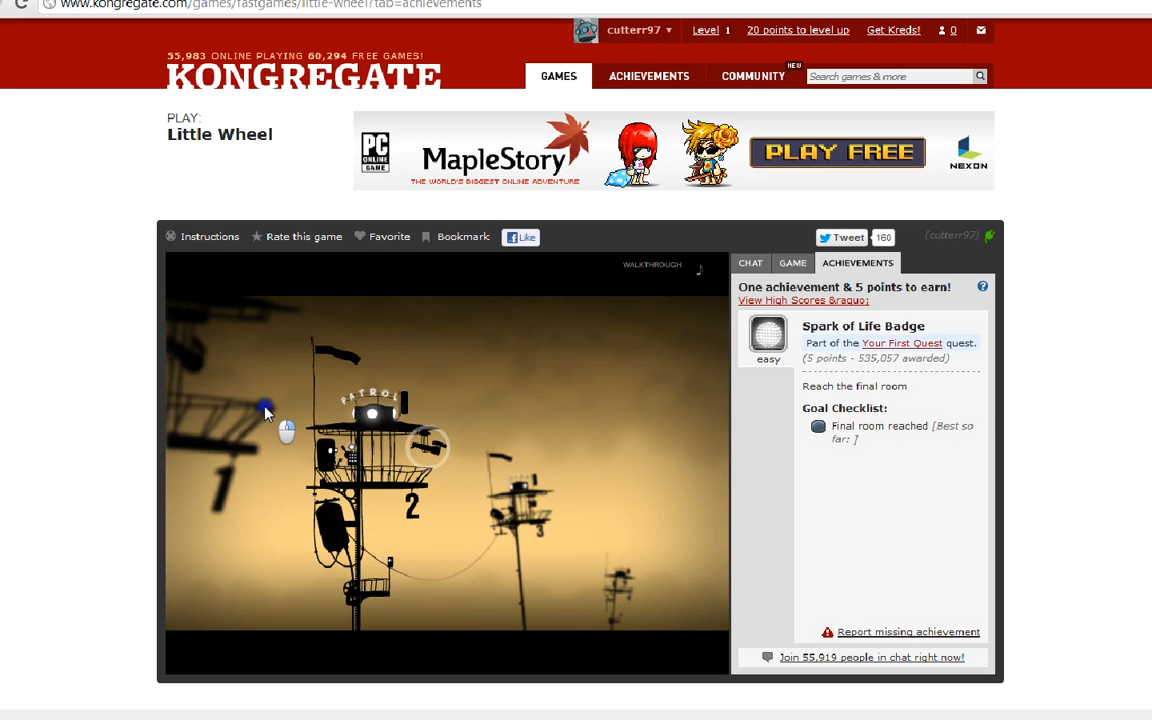 www.kongregate.com/games/fastgames/little-wheel?tab=achievements
cutterr97 ▾ Level 1 20 points to level up Get Kreds! 0
55,983 ONLINE PLAYING 60,294 FREE GAMES!
KONGREGATE
GAMES ACHIEVEMENTS COMMUNITY NEW Search games & more
PLAY:
Little Wheel
PC ONLINE GAME
MapleStory
THE WORLD'S BIGGEST ONLINE ADVENTURE
PLAY FREE
NEXON
Instructions Rate this game Favorite Bookmark Like Tweet 160 (cutterr97)
WALKTHROUGH
PATROL
1
2
3
CHAT GAME ACHIEVEMENTS
One achievement & 5 points to earn! ?
View High Scores &raquo;
Spark of Life Badge
Part of the Your First Quest quest.
easy
(5 points - 535,057 awarded)
Reach the final room
Goal Checklist:
Final room reached [Best so
far: ]
Report missing achievement
Join 55,919 people in chat right now!